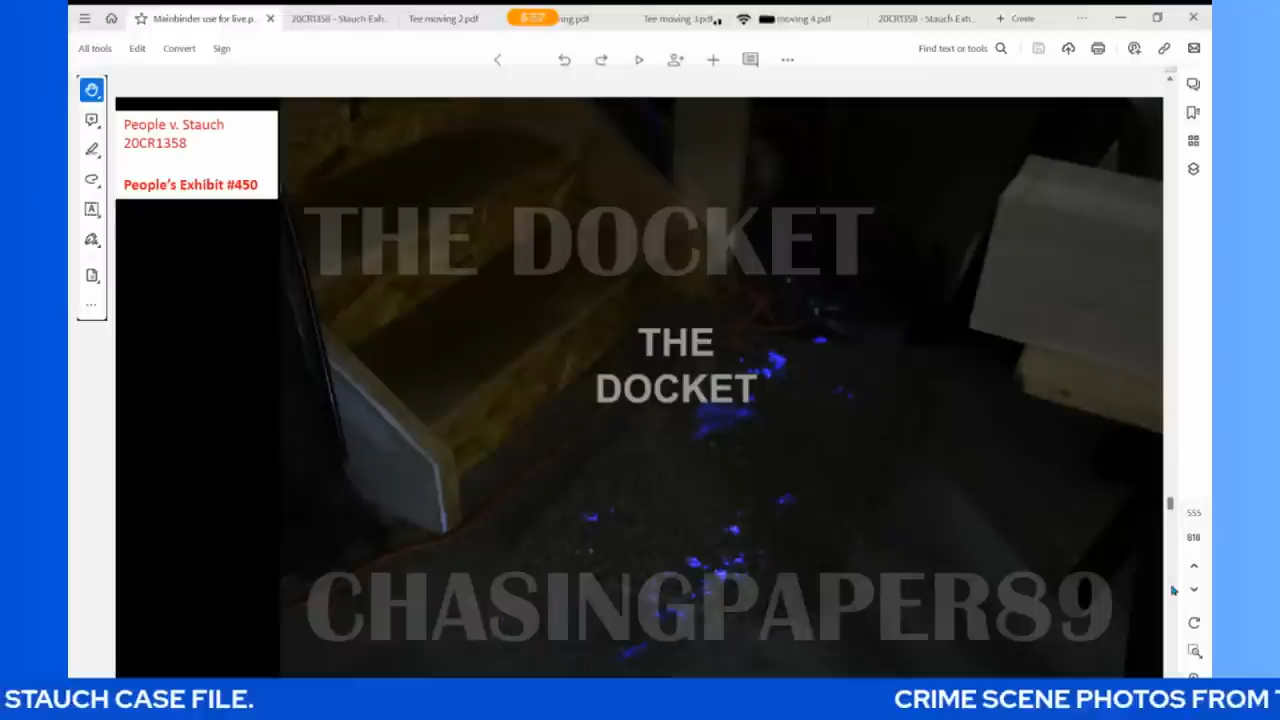 Mainbinder use for live.p...
20CR1358 - Stauch Exh...
Tee moving 2.pdf
ing.pdf
Tee moving 3.pdf
moving 4.pdf
20CR1358 - Stauch Exh...
Create
All tools
Edit
Convert
Sign
Find text or tools
People v. Stauch
20CR1358
People's Exhibit #450
THE DOCKET
THE
DOCKET
CHASINGPAPER89
555
618
STAUCH CASE FILE.
CRIME SCENE PHOTOS FROM T